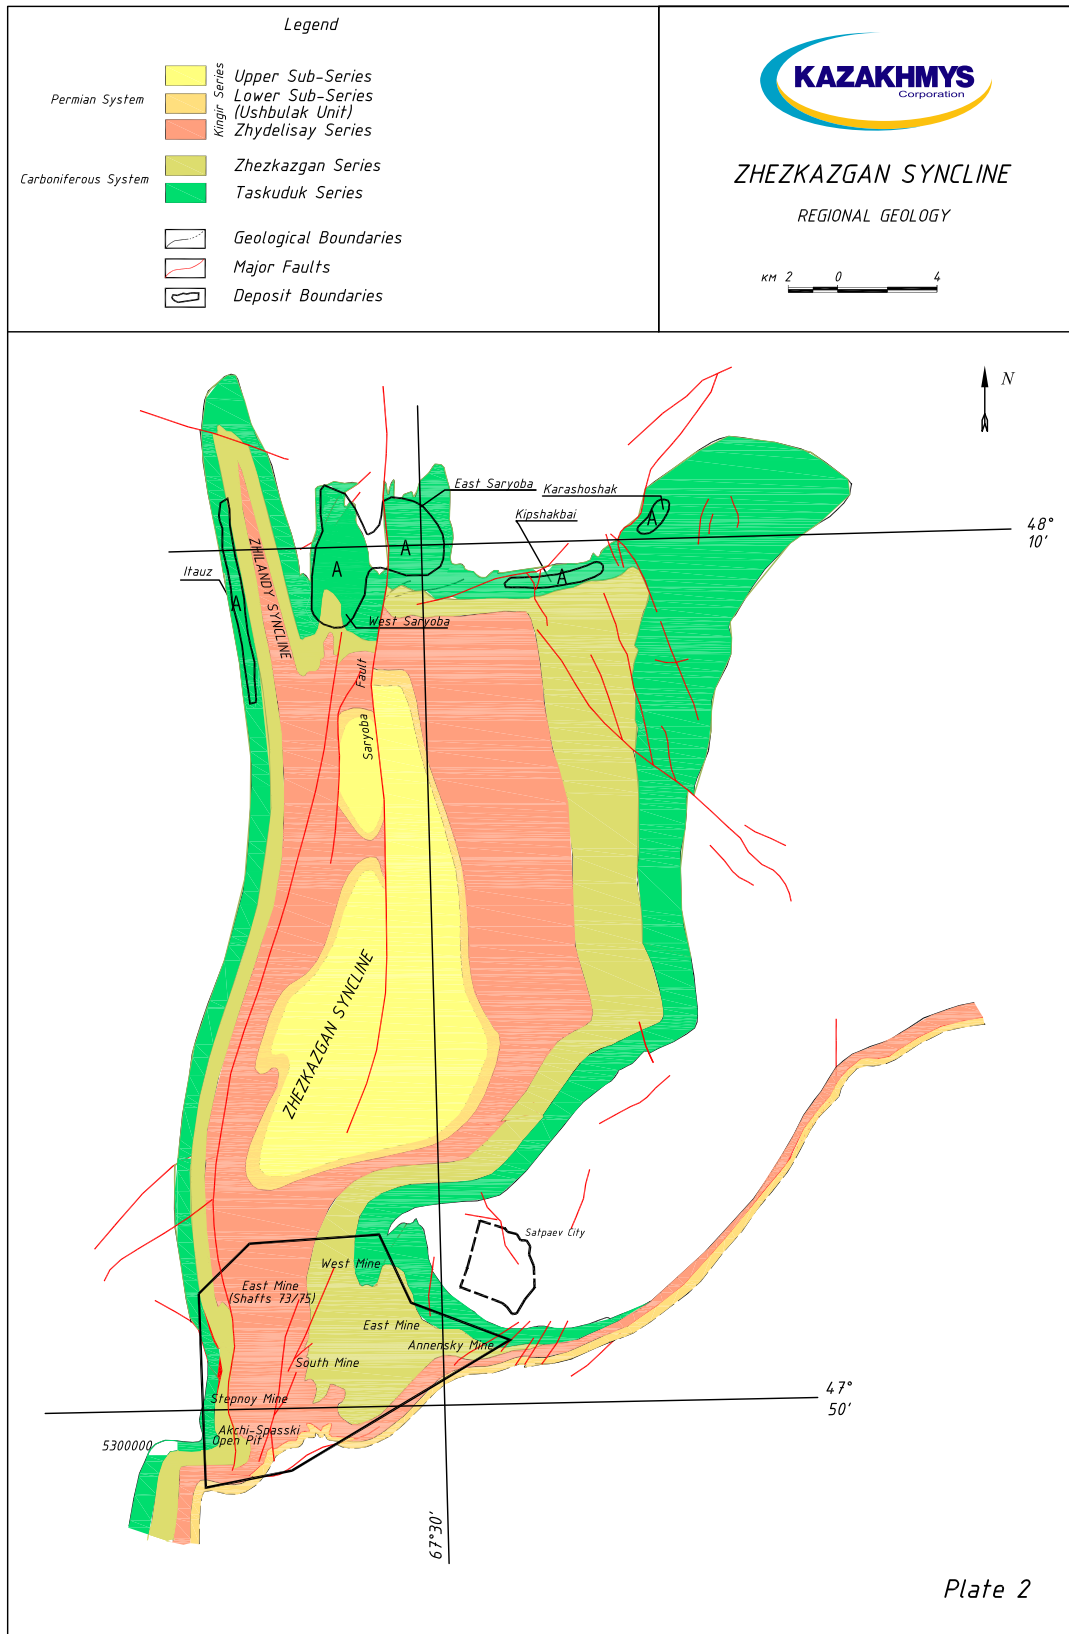 Legend
Permian System
Kingir Series
Upper Sub-Series
Lower Sub-Series
(Ushbulak Unit)
Zhydelisay Series
Carboniferous System
Zhezkazgan Series
Taskuduk Series
Geological Boundaries
Major Faults
Deposit Boundaries
KAZAKHMYS
Corporation
ZHEZKAZGAN SYNCLINE
REGIONAL GEOLOGY
КМ 2 0 4
N
East Saryoba
Karashoshak
Kipshakbai
A
48°
10'
A
A
A
Itauz
A
ZHILANDY SYNCLINE
West Saryoba
Saryoba Fault
ZHEZKAZGAN SYNCLINE
Satpaev City
West Mine
East Mine
(Shafts 73/75)
East Mine
Annensky Mine
South Mine
Stepnoy Mine
47°
50'
Akchi-Spasski
Open Pit
5300000
67°30'
Plate 2